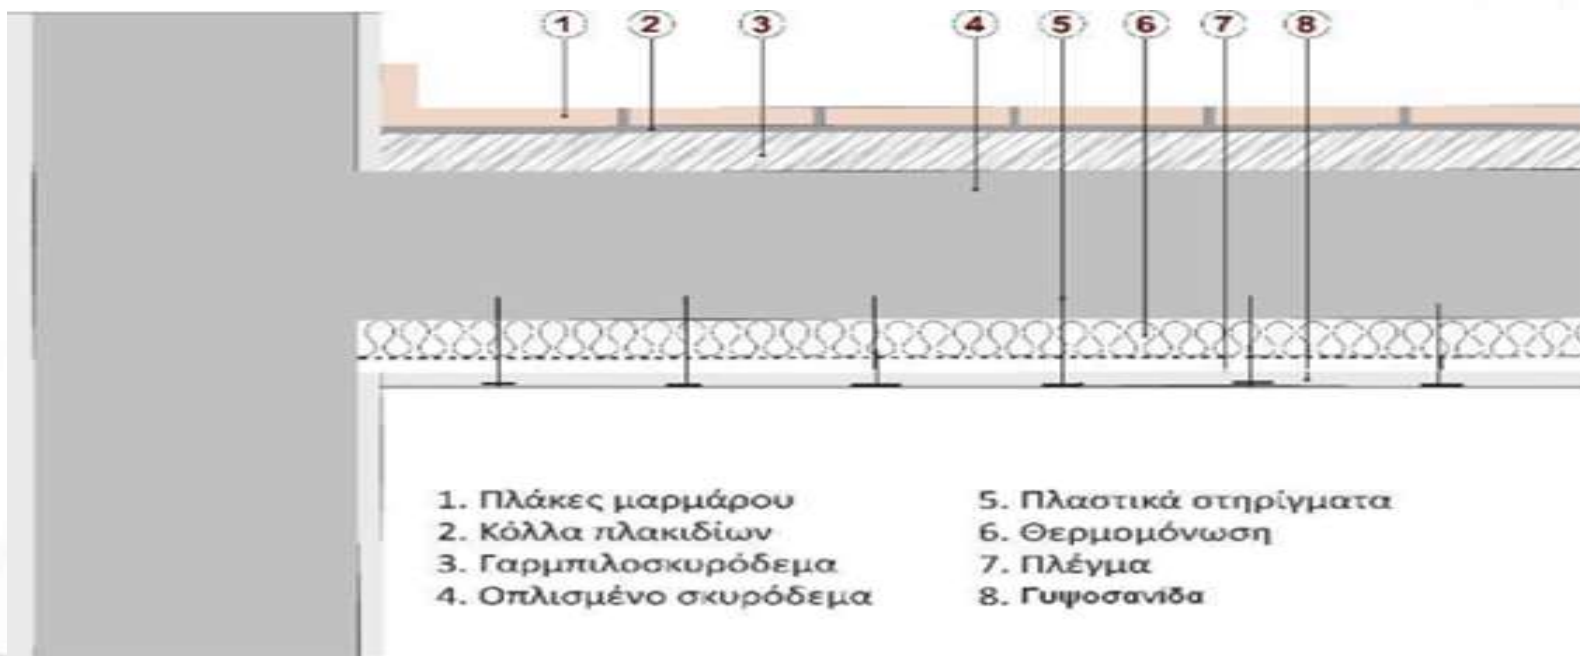 1 2 3 4 5 6 7 8
1. Πλάκες μαρμάρου
2. Κόλλα πλακιδίων
3. Γαρμπιλοσκυρόδεμα
4. Οπλισμένο σκυρόδεμα
5. Πλαστικά στηρίγματα
6. Θερμομόνωση
7. Πλέγμα
8. Γυψοσανίδα